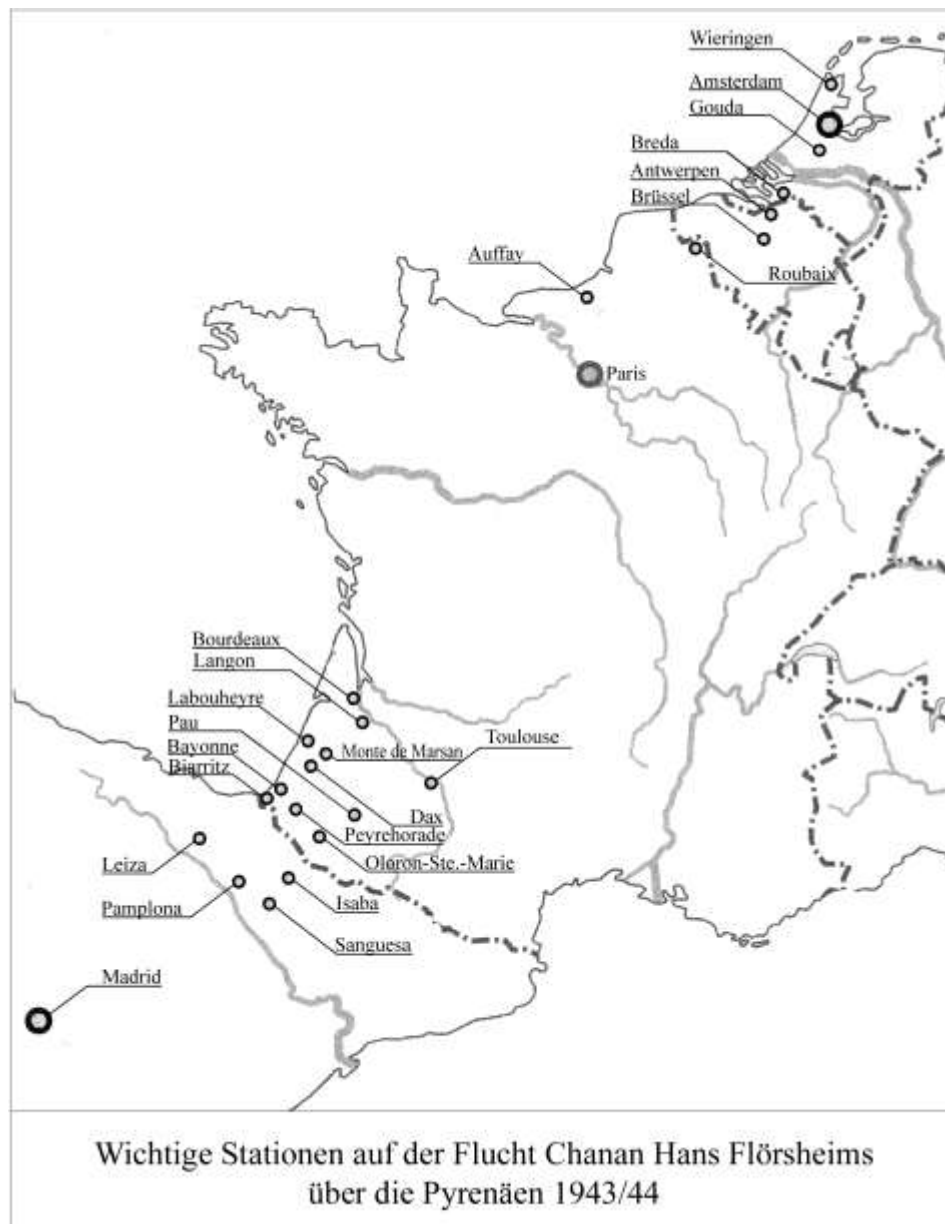 Wieringen
Amsterdam
Gouda
Breda
Antwerpen
Brüssel
Roubaix
Auffay
Paris
Bourdeaux
Langon
Labouheyre
Pau
Bayonne
Biarritz
Monte de Marsan
Toulouse
Dax
Peyrehorade
Oloron-Ste.-Marie
Leiza
Pamplona
Isaba
Sanguesa
Madrid
Wichtige Stationen auf der Flucht Chanan Hans Flörsheims
über die Pyrenäen 1943/44